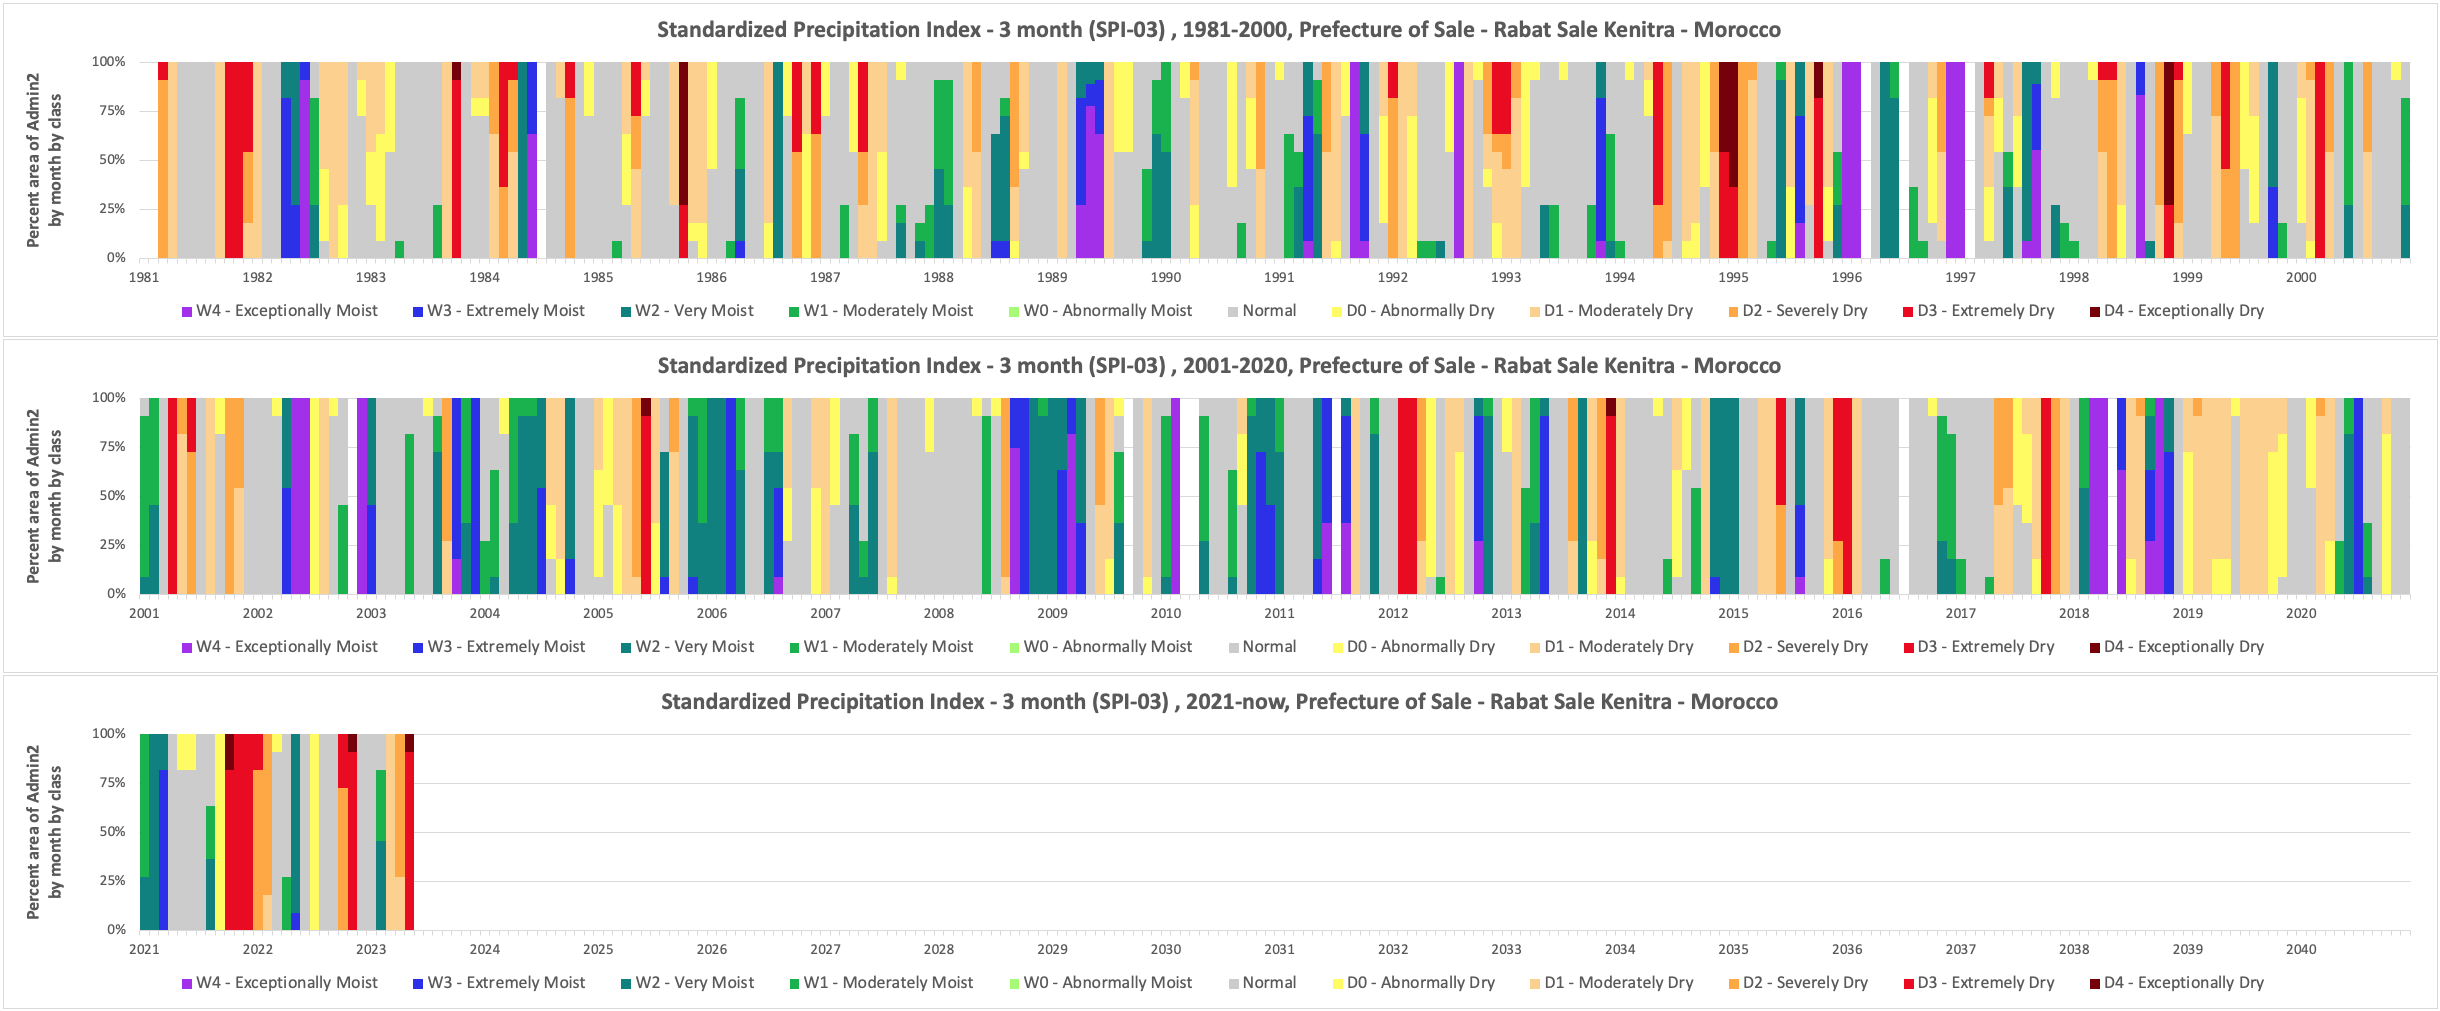 Standardized Precipitation Index - 3 month (SPI-03) , 1981-2000, Prefecture of Sale - Rabat Sale Kenitra - Morocco
Percent area of Admin2
by month by class
100%
75%
50%
25%
0%
1981 1982 1983 1984 1985 1986 1987 1988 1989 1990 1991 1992 1993 1994 1995 1996 1997 1998 1999 2000
W4 - Exceptionally Moist W3 - Extremely Moist W2 - Very Moist W1 - Moderately Moist W0 - Abnormally Moist Normal D0 - Abnormally Dry D1 - Moderately Dry D2 - Severely Dry D3 - Extremely Dry D4 - Exceptionally Dry
Standardized Precipitation Index - 3 month (SPI-03) , 2001-2020, Prefecture of Sale - Rabat Sale Kenitra - Morocco
Percent area of Admin2
by month by class
100%
75%
50%
25%
0%
2001 2002 2003 2004 2005 2006 2007 2008 2009 2010 2011 2012 2013 2014 2015 2016 2017 2018 2019 2020
W4 - Exceptionally Moist W3 - Extremely Moist W2 - Very Moist W1 - Moderately Moist W0 - Abnormally Moist Normal D0 - Abnormally Dry D1 - Moderately Dry D2 - Severely Dry D3 - Extremely Dry D4 - Exceptionally Dry
Standardized Precipitation Index - 3 month (SPI-03) , 2021-now, Prefecture of Sale - Rabat Sale Kenitra - Morocco
Percent area of Admin2
by month by class
100%
75%
50%
25%
0%
2021 2022 2023 2024 2025 2026 2027 2028 2029 2030 2031 2032 2033 2034 2035 2036 2037 2038 2039 2040
W4 - Exceptionally Moist W3 - Extremely Moist W2 - Very Moist W1 - Moderately Moist W0 - Abnormally Moist Normal D0 - Abnormally Dry D1 - Moderately Dry D2 - Severely Dry D3 - Extremely Dry D4 - Exceptionally Dry